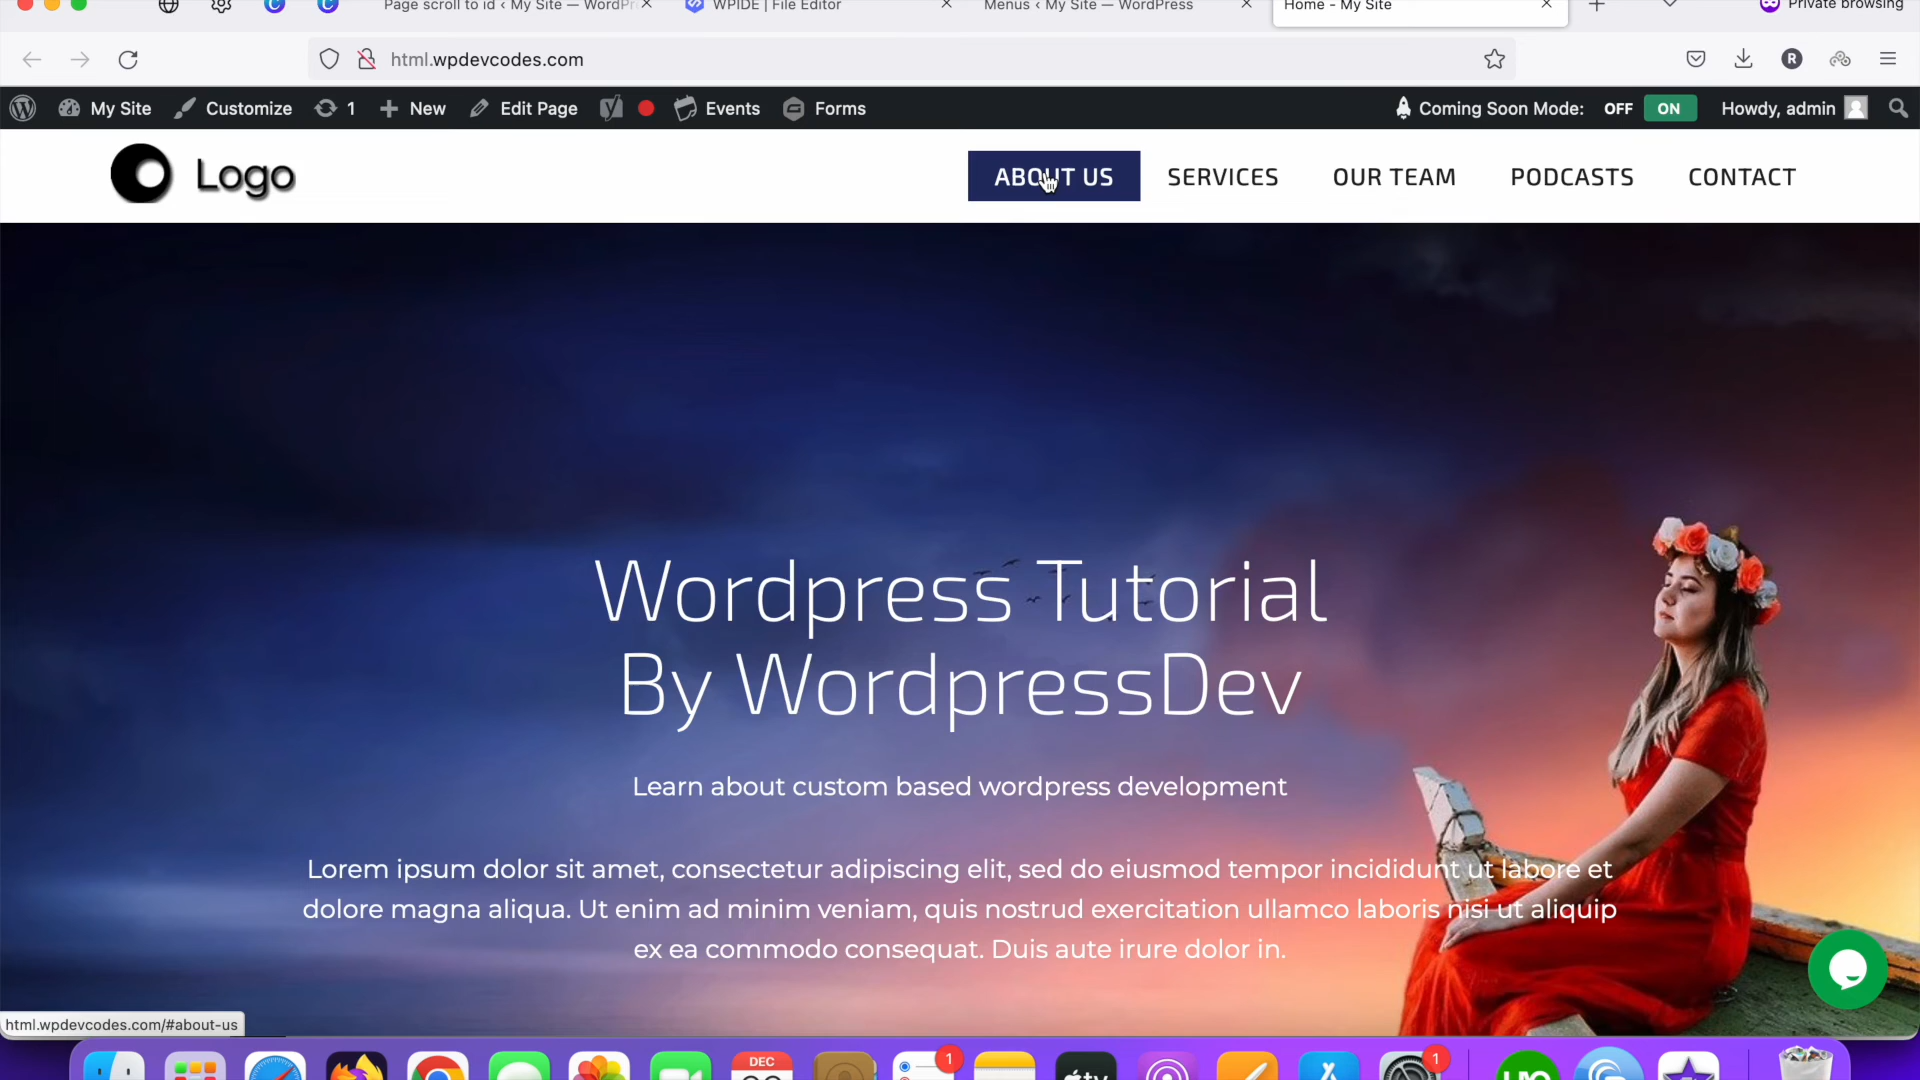 Page scroll to id ‹ My Site — WordPr
WPIDE | File Editor
Menus ‹ My Site — WordPress
Home - My Site
Private browsing
html.wpdevcodes.com
R
My Site
Customize
1
New
Edit Page
Events
Forms
Coming Soon Mode:
OFF
ON
Howdy, admin
Logo
ABOUT US
SERVICES
OUR TEAM
PODCASTS
CONTACT
Wordpress Tutorial
By WordpressDev
Learn about custom based wordpress development
Lorem ipsum dolor sit amet, consectetur adipiscing elit, sed do eiusmod tempor incididunt ut labore et
dolore magna aliqua. Ut enim ad minim veniam, quis nostrud exercitation ullamco laboris nisi ut aliquip
ex ea commodo consequat. Duis aute irure dolor in.
html.wpdevcodes.com/#about-us
DEC
1
1